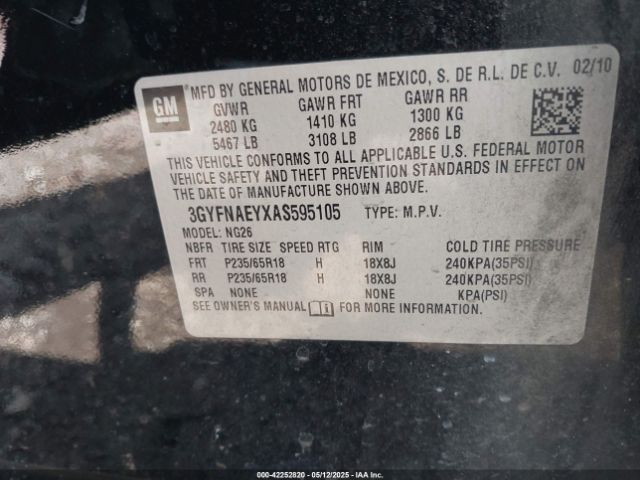 GM
MFD BY GENERAL MOTORS DE MEXICO, S. DE R.L. DE C.V. 02/10
GVWR GAWR FRT GAWR RR
2480 KG 1410 KG 1300 KG
5467 LB 3108 LB 2866 LB
THIS VEHICLE CONFORMS TO ALL APPLICABLE U.S. FEDERAL MOTOR
VEHICLE SAFETY AND THEFT PREVENTION STANDARDS IN EFFECT ON
THE DATE OF MANUFACTURE SHOWN ABOVE.
3GYFNAEYXAS595105 TYPE: M.P.V.
MODEL: NG26
NBFR TIRE SIZE SPEED RTG RIM COLD TIRE PRESSURE
FRT P235/65R18 H 18X8J 240KPA(35PSI)
RR P235/65R18 H 18X8J 240KPA(35PSI)
SPA NONE NONE KPA(PSI)
SEE OWNER'S MANUAL FOR MORE INFORMATION.
000-42252820 - 05/12/2025 - COPYRIGHT © IAA, LLC